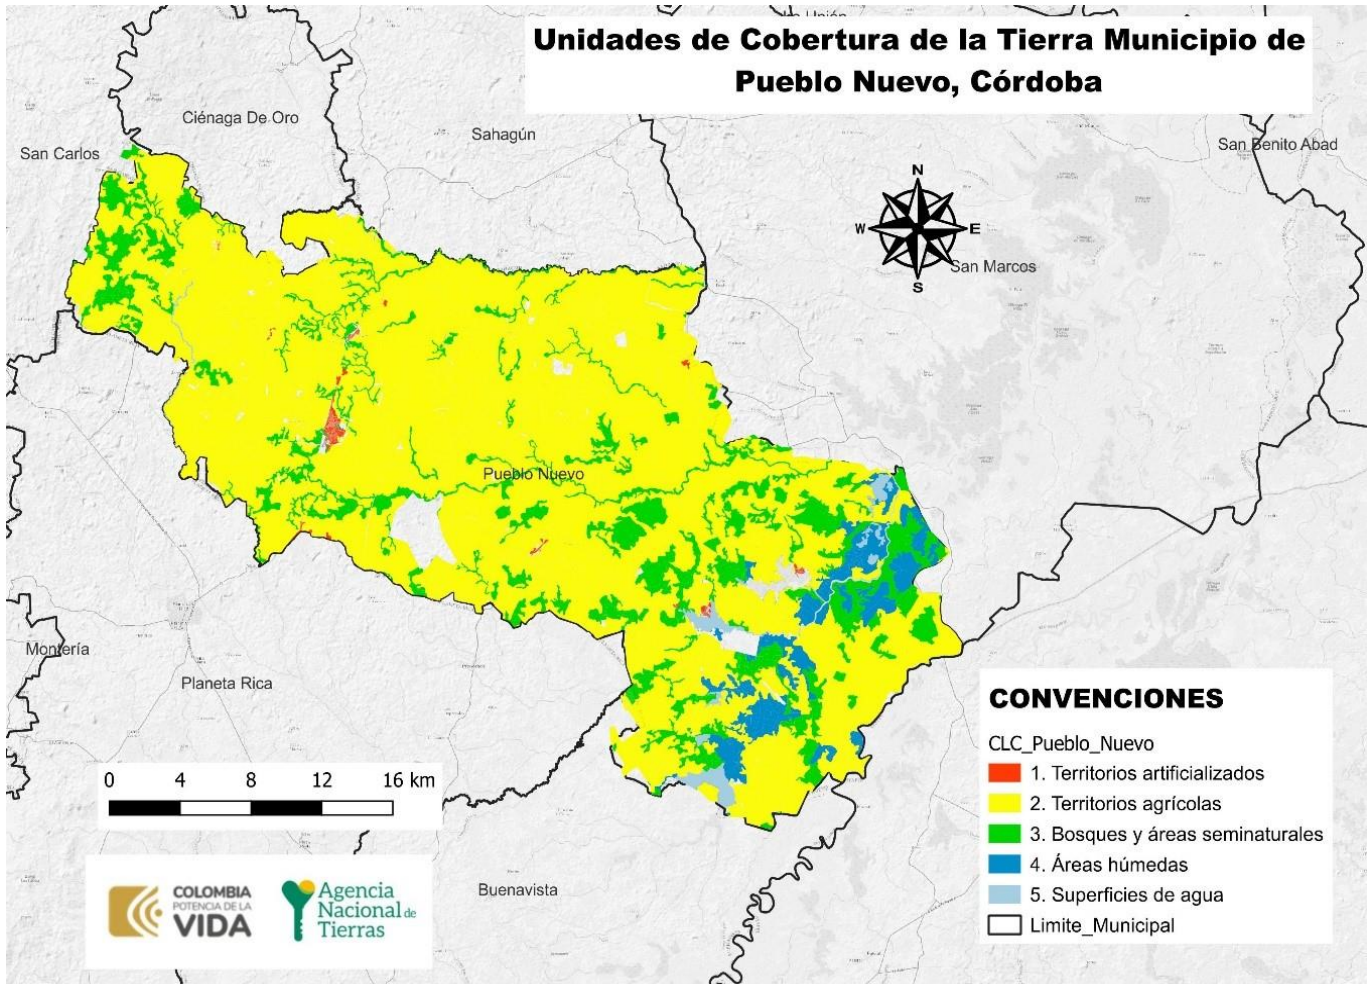 Unidades de Cobertura de la Tierra Municipio de
Pueblo Nuevo, Córdoba
Ciénaga De Oro
Sahagún
San Carlos
San Benito Abad
N
W
E
S
San Marcos
Pueblo Nuevo
Montería
Planeta Rica
Buenavista
0 4 8 12 16 km
CONVENCIONES
CLC_Pueblo_Nuevo
1. Territorios artificializados
2. Territorios agrícolas
3. Bosques y áreas seminaturales
4. Áreas húmedas
5. Superficies de agua
Limite_Municipal
COLOMBIA
POTENCIA DE LA
VIDA
Agencia
Nacional de
Tierras